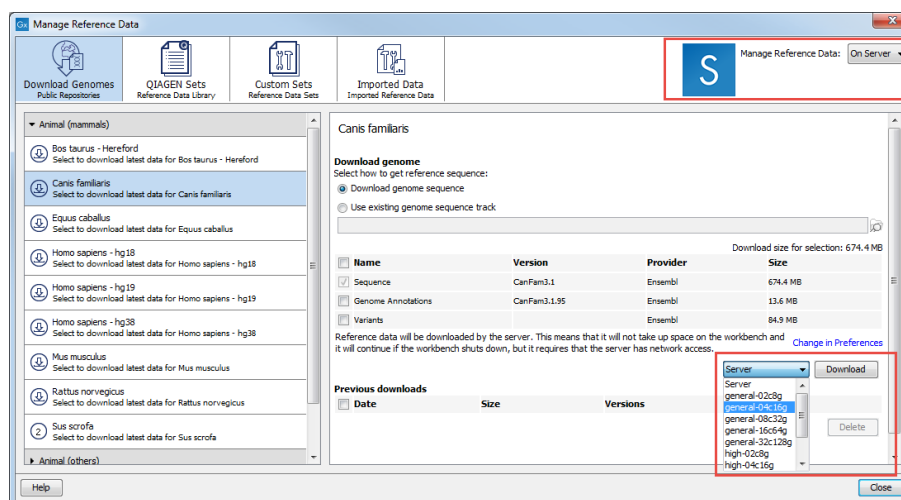 Gx Manage Reference Data
Download Genomes
Public Repositories
QIAGEN Sets
Reference Data Library
Custom Sets
Reference Data Sets
Imported Data
Imported Reference Data
S
Manage Reference Data: On Server
Animal (mammals)
Bos taurus - Hereford
Select to download latest data for Bos taurus - Hereford
Canis familiaris
Select to download latest data for Canis familiaris
Equus caballus
Select to download latest data for Equus caballus
Homo sapiens - hg18
Select to download latest data for Homo sapiens - hg18
Homo sapiens - hg19
Select to download latest data for Homo sapiens - hg19
Homo sapiens - hg38
Select to download latest data for Homo sapiens - hg38
Mus musculus
Select to download latest data for Mus musculus
Rattus norvegicus
Select to download latest data for Rattus norvegicus
2
Sus scrofa
Select to download latest data for Sus scrofa
Animal (others)
Canis familiaris
Download genome
Select how to get reference sequence:
Download genome sequence
Use existing genome sequence track
Download size for selection: 674.4 MB
Name Version Provider Size
Sequence CanFam3.1 Ensembl 674.4 MB
Genome Annotations CanFam3.1.95 Ensembl 13.6 MB
Variants Ensembl 84.9 MB
Reference data will be downloaded by the server. This means that it will not take up space on the workbench and
it will continue if the workbench shuts down, but it requires that the server has network access.
Change in Preferences
Server Download
Server
general-02c8g
general-04c16g
general-08c32g
general-16c64g
general-32c128g
high-02c8g
high-04c16g
Previous downloads
Date Size Versions
Delete
Help Close